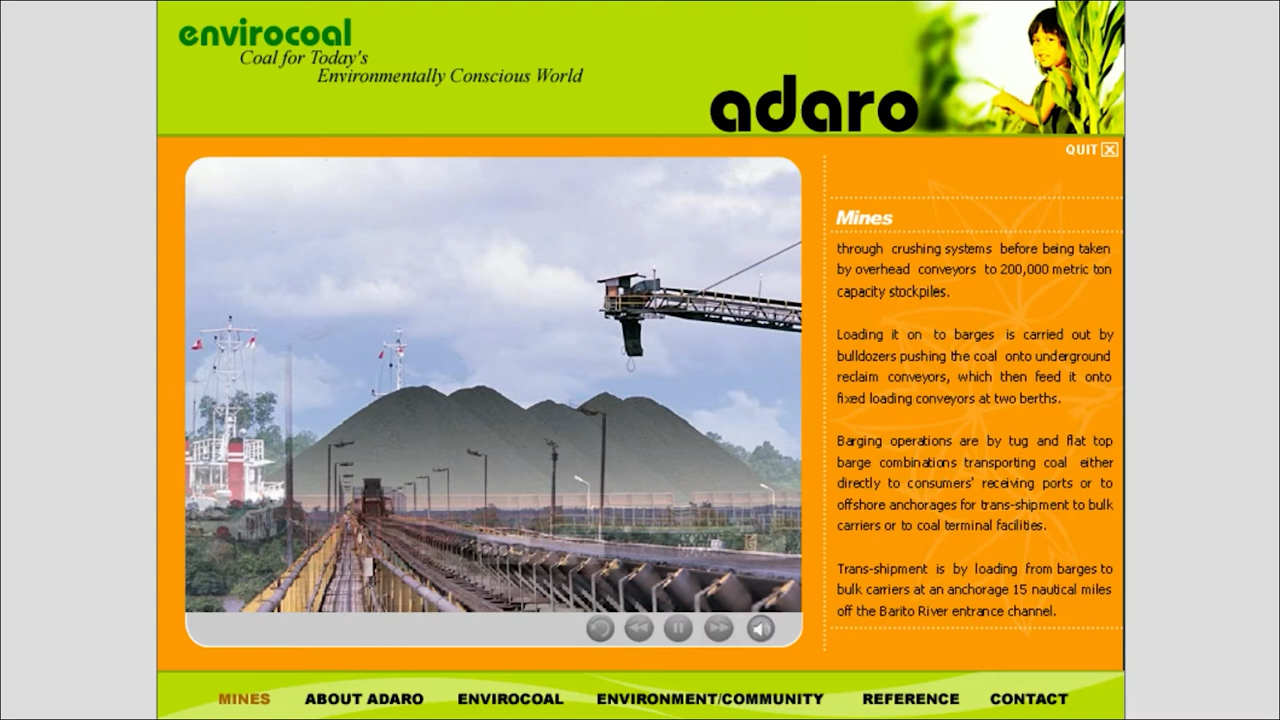 envirocoal
Coal for Today's
Environmentally Conscious World
adaro
QUIT
Mines
through crushing systems before being taken
by overhead conveyors to 200,000 metric ton
capacity stockpiles.
Loading it on to barges is carried out by
bulldozers pushing the coal onto underground
reclaim conveyors, which then feed it onto
fixed loading conveyors at two berths.
Barging operations are by tug and flat top
barge combinations transporting coal either
directly to consumers' receiving ports or to
offshore anchorages for trans-shipment to bulk
carriers or to coal terminal facilities.
Trans-shipment is by loading from barges to
bulk carriers at an anchorage 15 nautical miles
off the Barito River entrance channel.
MINES ABOUT ADARO ENVIROCOAL ENVIRONMENT/COMMUNITY REFERENCE CONTACT